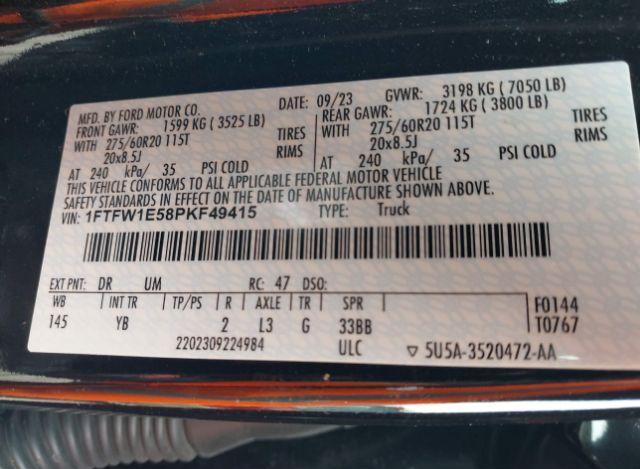 MFD. BY FORD MOTOR CO.
DATE: 09/23 GVWR: 3198 KG ( 7050 LB)
FRONT GAWR: 1599 KG ( 3525 LB)
REAR GAWR: 1724 KG ( 3800 LB)
WITH 275/60R20 115T TIRES
WITH 275/60R20 115T TIRES
20x8.5J RIMS
20x8.5J RIMS
AT 240 kPa/ 35 PSI COLD
AT 240 kPa/ 35 PSI COLD
THIS VEHICLE CONFORMS TO ALL APPLICABLE FEDERAL MOTOR VEHICLE
SAFETY STANDARDS IN EFFECT ON THE DATE OF MANUFACTURE SHOWN ABOVE.
VIN: 1FTFW1E58PKF49415 TYPE: Truck
EXT PNT: DR UM RC: 47 DSO:
WB INT TR TP/PS R AXLE TR SPR F0144
145 YB 2 L3 G 33BB T0767
2202309224984 ULC ▽ 5U5A-3520472-AA